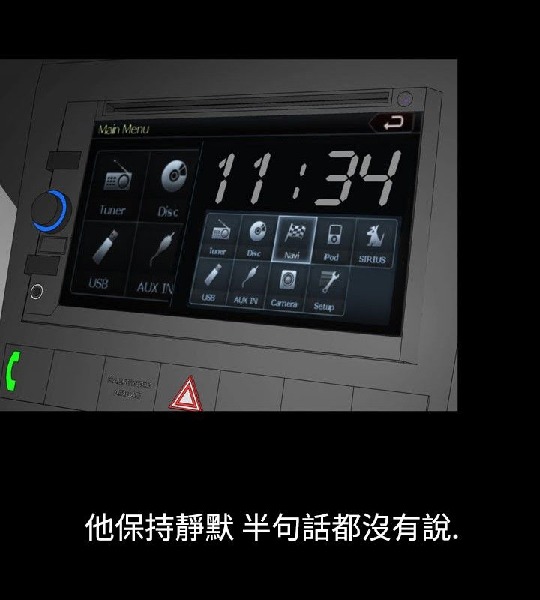 Main Menu
11:34
Tuner
Disc
USB
AUX IN
Tuner
Disc
Navi
iPod
SIRIUS
USB
AUX IN
Camera
Setup
他保持靜默 半句話都沒有說.